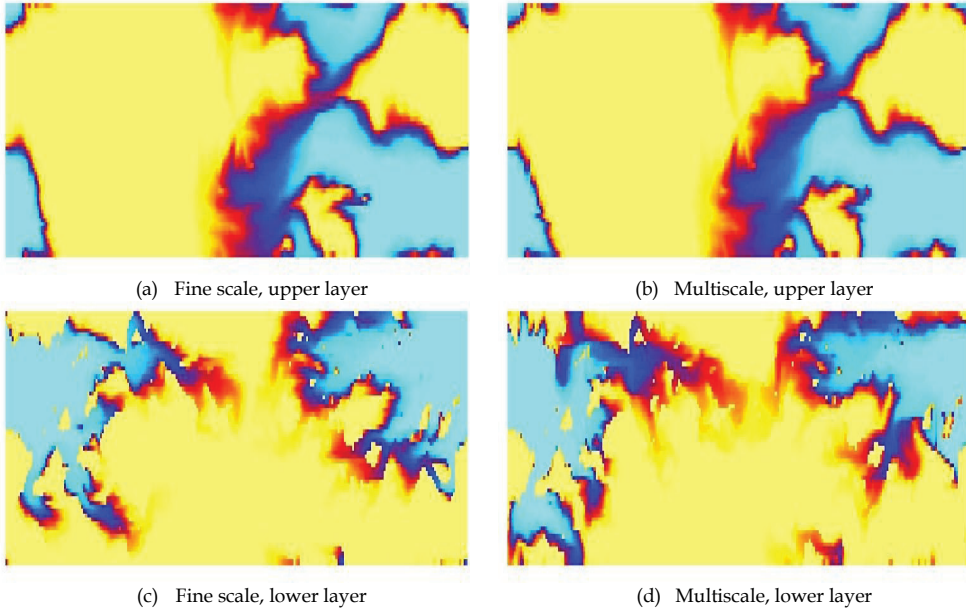 (a) Fine scale, upper layer
(b) Multiscale, upper layer
(c) Fine scale, lower layer
(d) Multiscale, lower layer